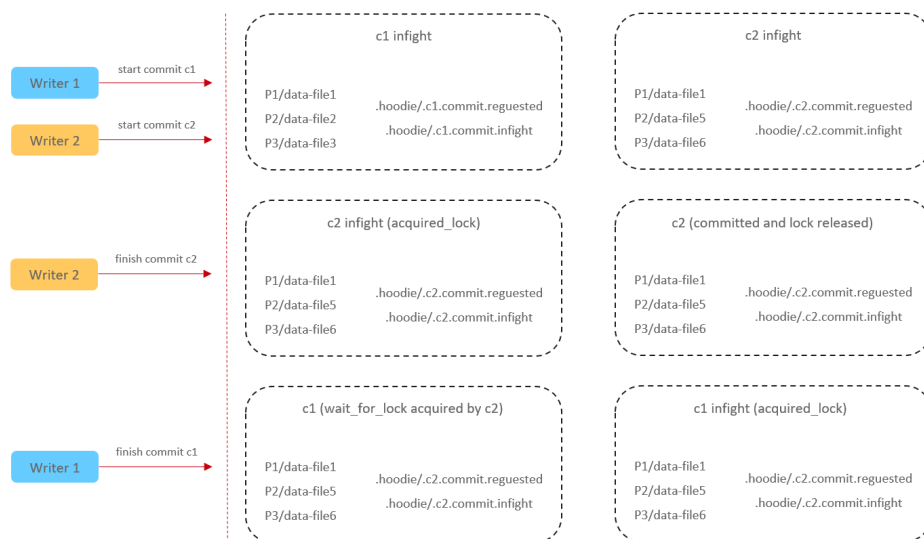 c1 infight
c2 infight
start commit c1
Writer 1
P1/data-file1
P2/data-file2
P3/data-file3
.hoodie/.c1.commit.reguested
.hoodie/.c1.commit.infight
P1/data-file1
P2/data-file5
P3/data-file6
.hoodie/.c2.commit.reguested
.hoodie/.c2.commit.infight
start commit c2
Writer 2
c2 infight (acquired_lock)
c2 (committed and lock released)
finish commit c2
Writer 2
P1/data-file1
P2/data-file5
P3/data-file6
.hoodie/.c2.commit.reguested
.hoodie/.c2.commit.infight
P1/data-file1
P2/data-file5
P3/data-file6
.hoodie/.c2.commit.reguested
.hoodie/.c2.commit.infight
c1 (wait_for_lock acquired by c2)
c1 infight (acquired_lock)
finish commit c1
Writer 1
P1/data-file1
P2/data-file5
P3/data-file6
.hoodie/.c2.commit.reguested
.hoodie/.c2.commit.infight
P1/data-file1
P2/data-file5
P3/data-file6
.hoodie/.c2.commit.reguested
.hoodie/.c2.commit.infight